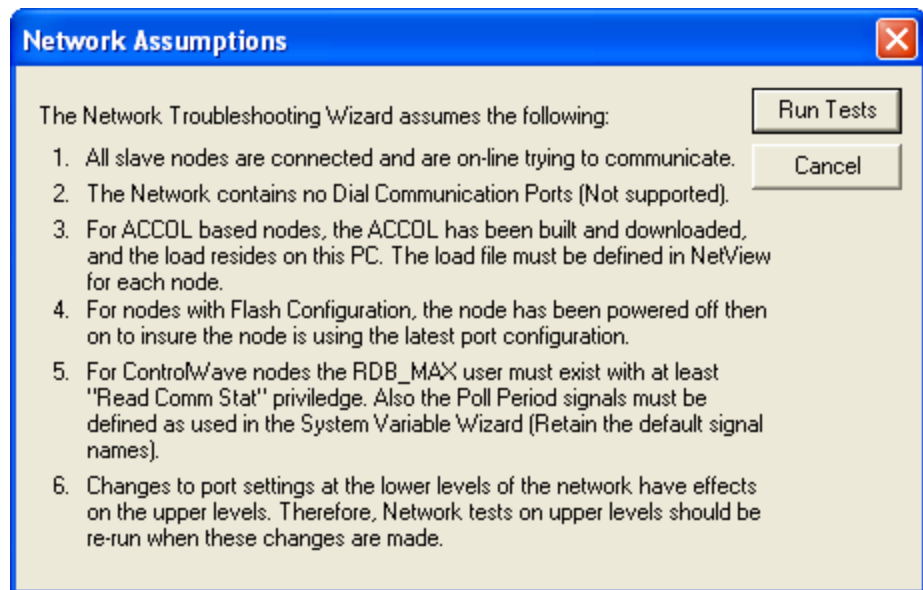 Network Assumptions
The Network Troubleshooting Wizard assumes the following:
Run Tests
Cancel
1. All slave nodes are connected and are on-line trying to communicate.
2. The Network contains no Dial Communication Ports (Not supported).
3. For ACCOL based nodes, the ACCOL has been built and downloaded,
and the load resides on this PC. The load file must be defined in NetView
for each node.
4. For nodes with Flash Configuration, the node has been powered off then
on to insure the node is using the latest port configuration.
5. For ControlWave nodes the RDB_MAX user must exist with at least
"Read Comm Stat" priviledge. Also the Poll Period signals must be
defined as used in the System Variable Wizard (Retain the default signal
names).
6. Changes to port settings at the lower levels of the network have effects
on the upper levels. Therefore, Network tests on upper levels should be
re-run when these changes are made.